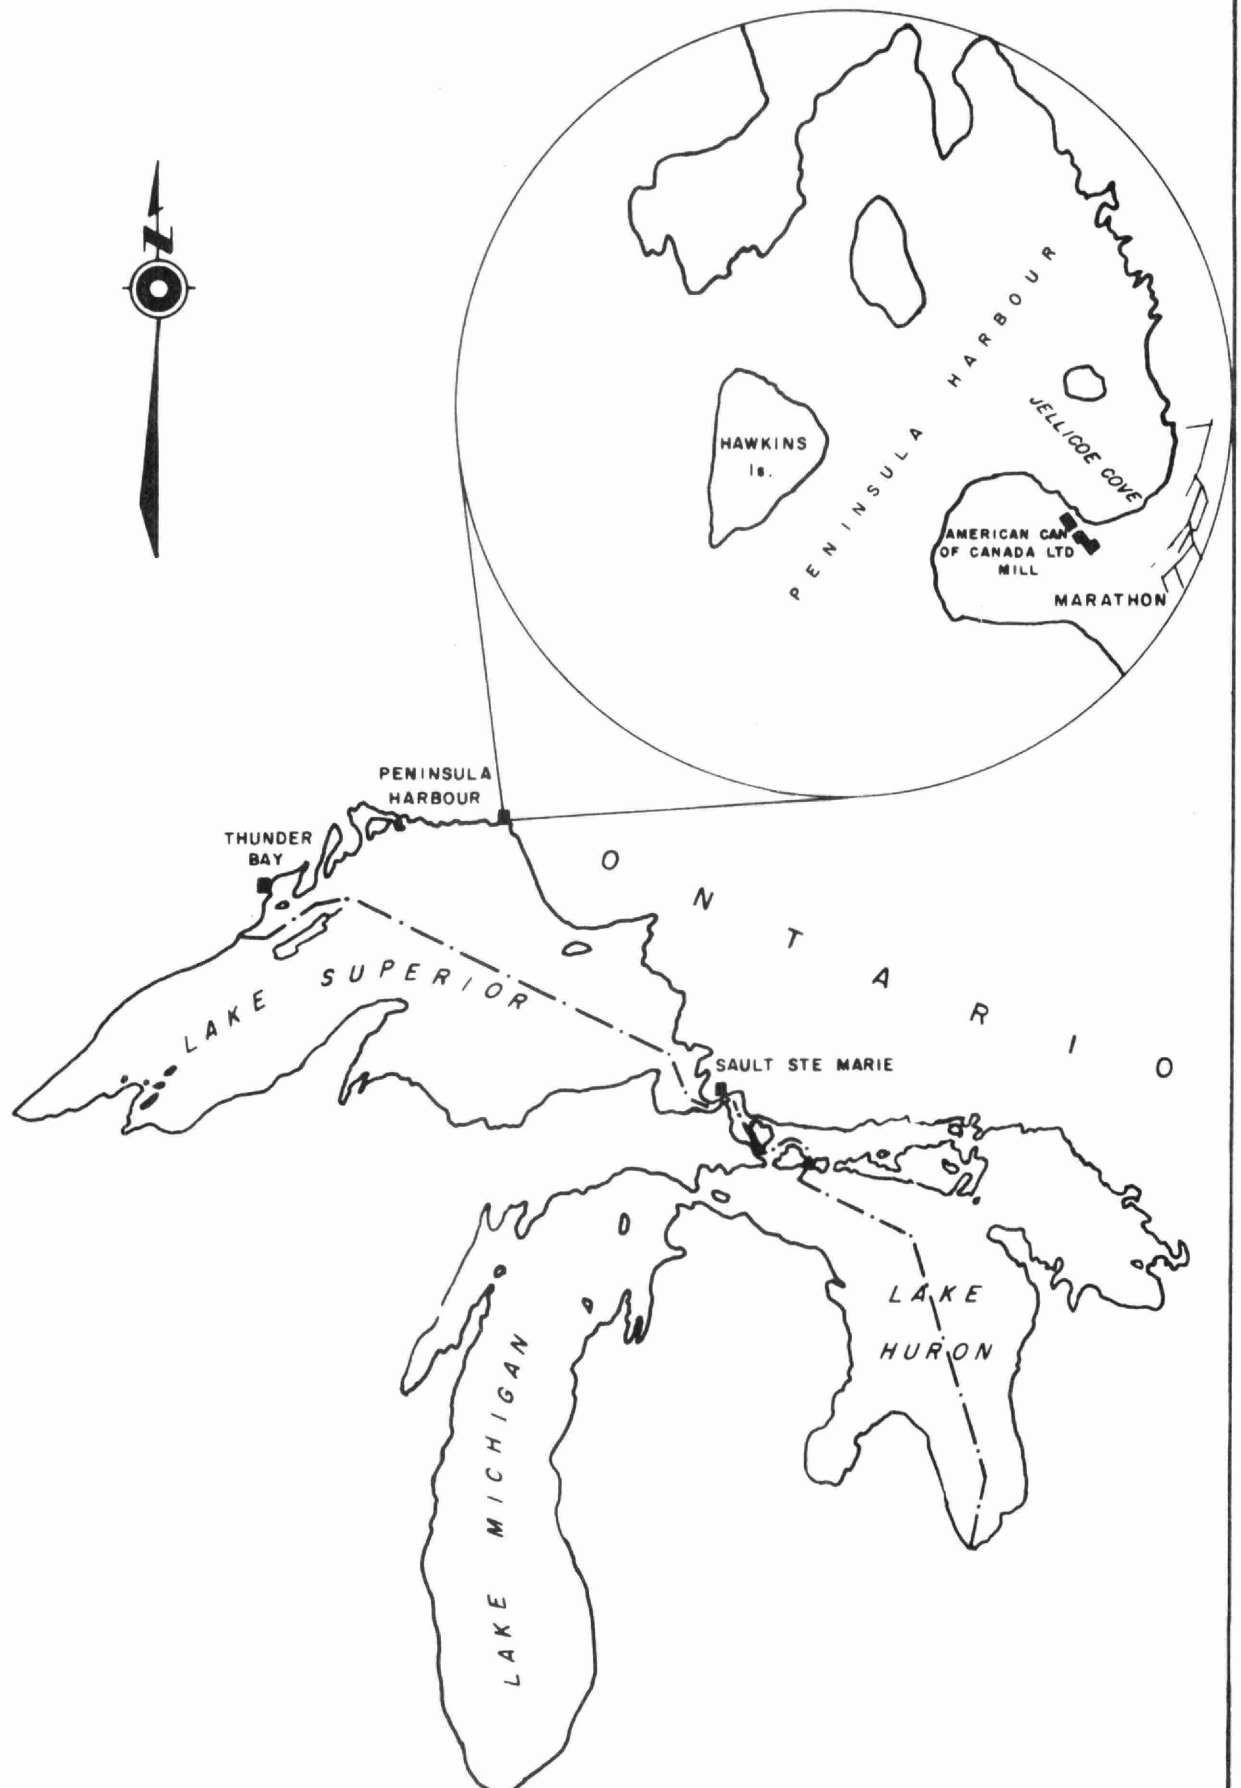 N
PENINSULA HARBOUR
JELLICOE COVE
HAWKINS
Is.
AMERICAN CAN
OF CANADA LTD
MILL
MARATHON
PENINSULA
HARBOUR
THUNDER
BAY
ONTARIO
LAKE SUPERIOR
SAULT STE MARIE
LAKE
HURON
LAKE MICHIGAN